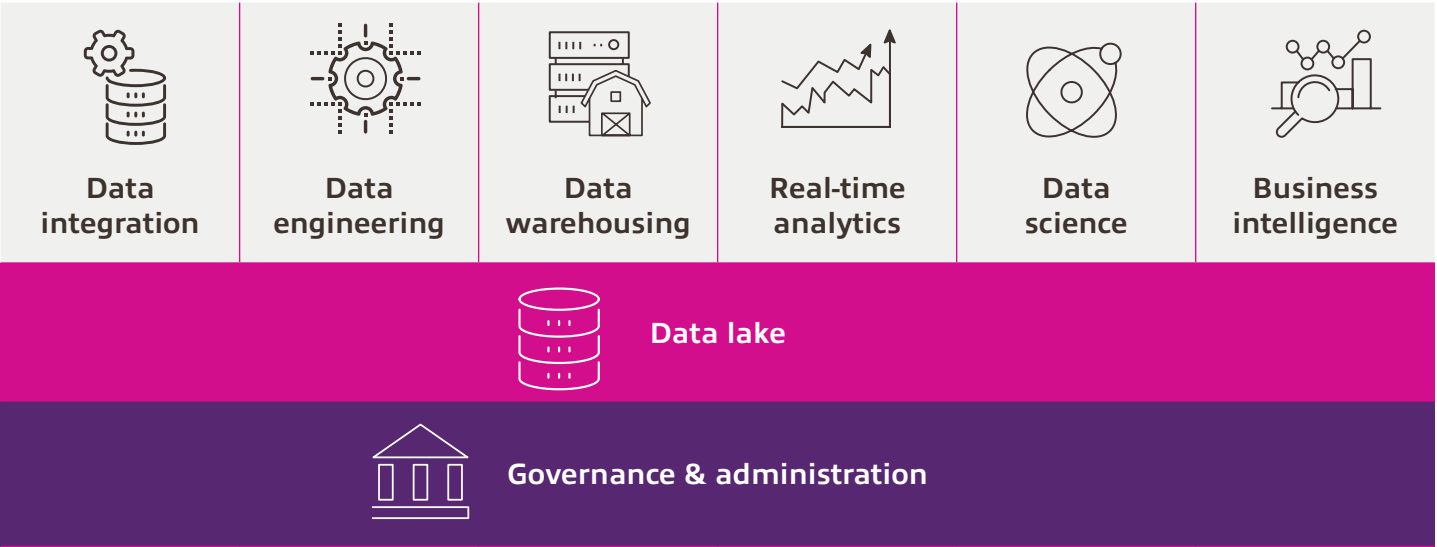 Data
integration
Data
engineering
Data
warehousing
Real-time
analytics
Data
science
Business
intelligence
Data lake
Governance & administration